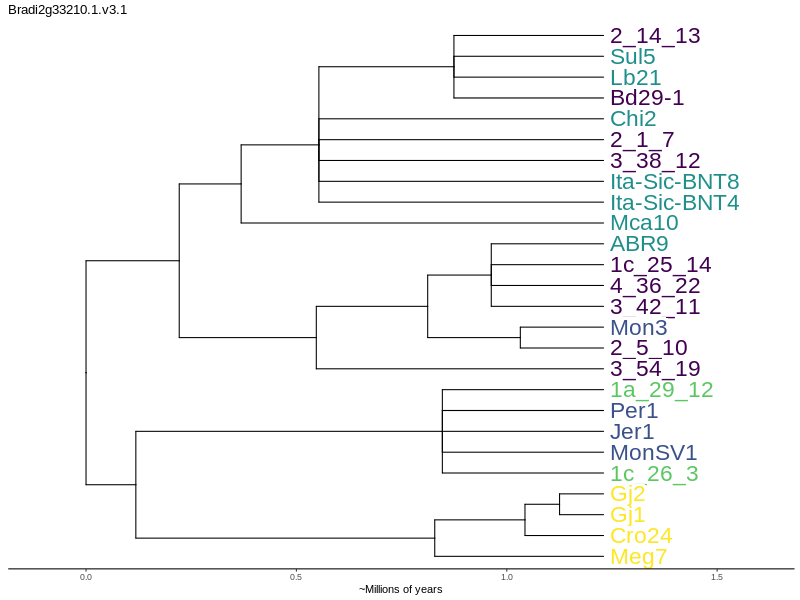 Bradi2g33210.1.v3.1
2_14_13
Sul5
Lb21
Bd29-1
Chi2
2_1_7
3_38_12
Ita-Sic-BNT8
Ita-Sic-BNT4
Mca10
ABR9
1c_25_14
4_36_22
3_42_11
Mon3
2_5_10
3_54_19
1a_29_12
Per1
Jer1
MonSV1
1c_26_3
Gj2
Gj1
Cro24
Meg7
0.0 0.5 1.0 1.5
~Millions of years